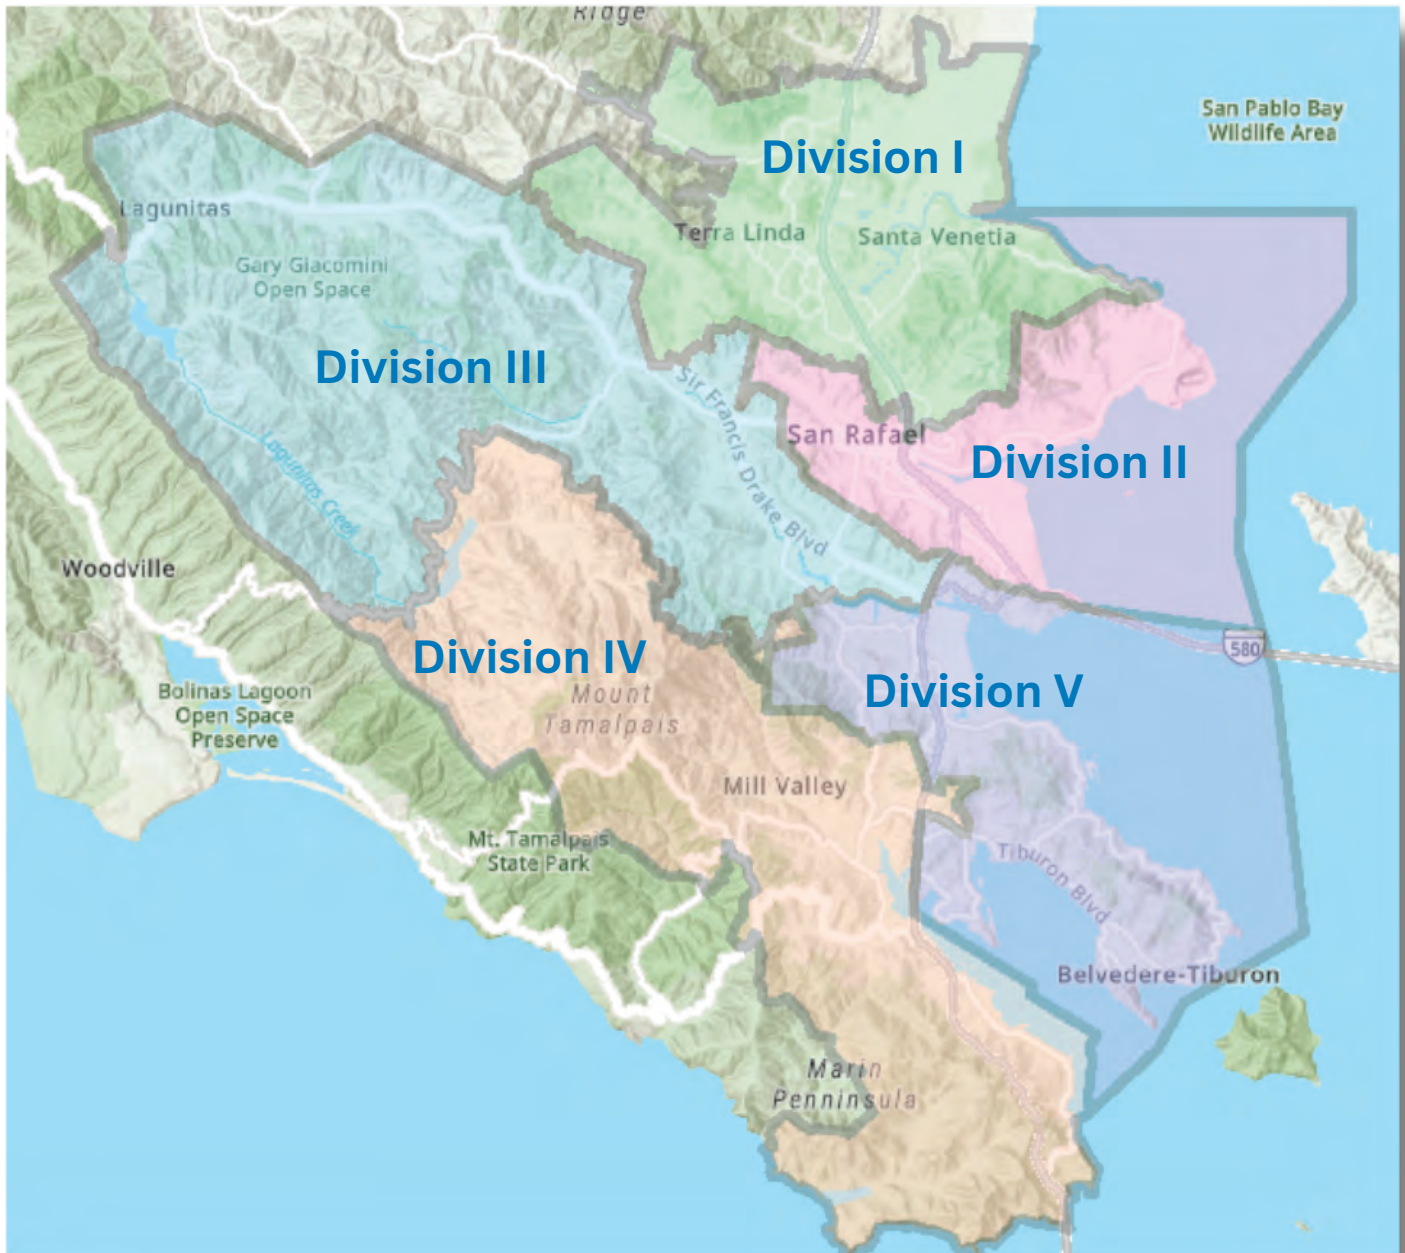 Ridge
San Pablo Bay
Wildlife Area
Division I
Lagunitas
Terra Linda
Santa Venetia
Gary Giacomini
Open Space
Division III
Sir Francis Drake Blvd
San Rafael
Division II
Lagunitas Creek
Woodville
580
Division IV
Division V
Mount
Tamalpais
Bolinas Lagoon
Open Space
Preserve
Mill Valley
Mt. Tamalpais
State Park
Tiburon Blvd
Belvedere-Tiburon
Marin
Penninsula